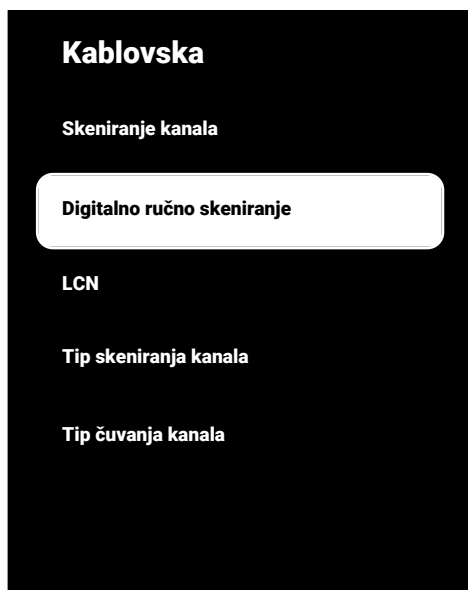 Kablovska
Skeniranje kanala
Digitalno ručno skeniranje
LCN
Tip skeniranja kanala
Tip čuvanja kanala